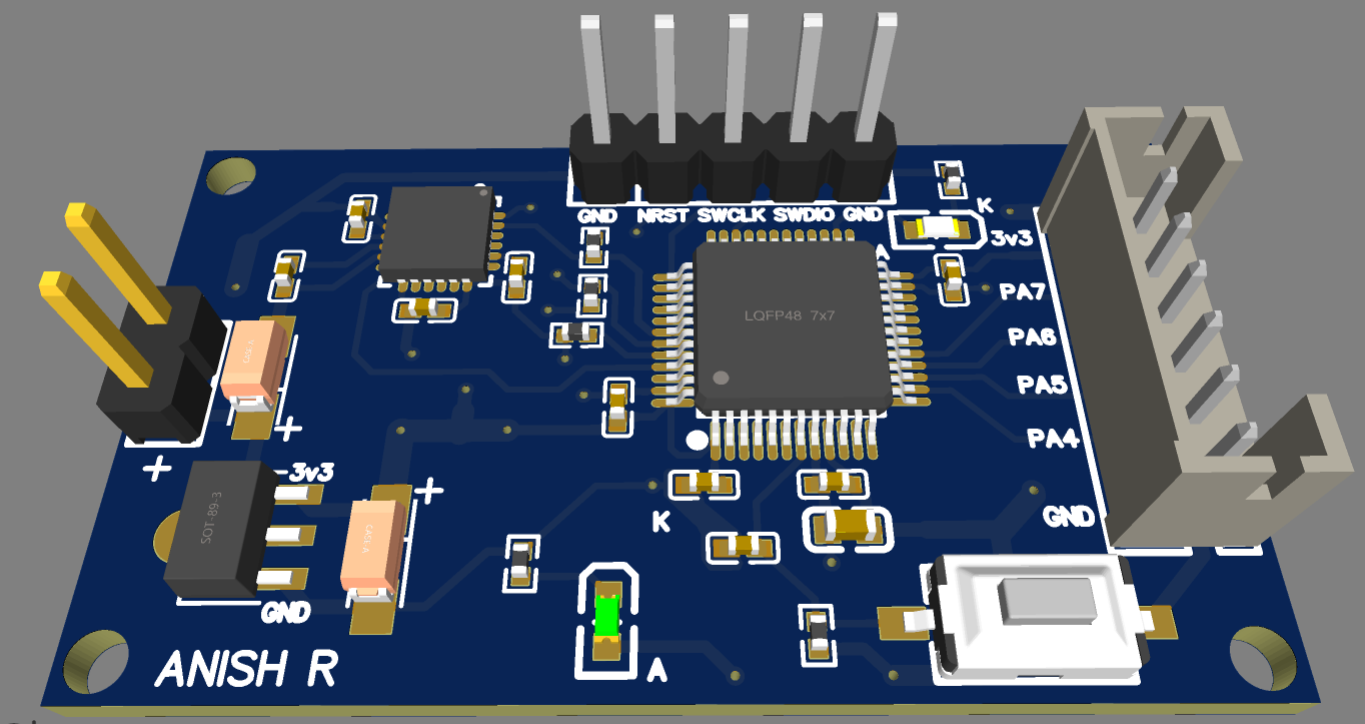 GND NRST SWCLK SWDIO GND
K
3v3
A
PA7
LQFP48 7x7
PA6
PA5
PA4
+
+
+
-3v3
SOT-89-3
CASE A
K
GND
GND
ANISH R
A